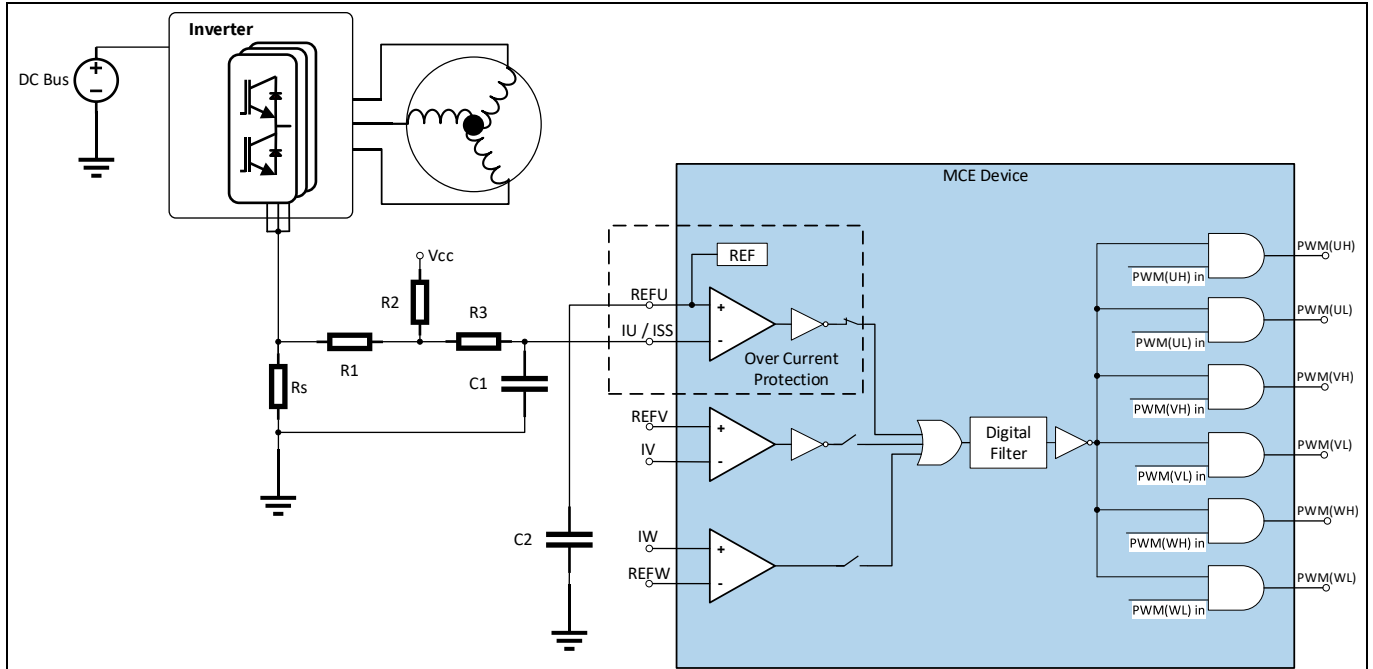 Inverter
DC Bus
+
-
Vcc
R2
R3
R1
Rs
C1
C2
MCE Device
REF
REFU
+
IU / ISS
-
Over Current
Protection
REFV
+
IV
-
IW
+
REFW
-
Digital
Filter
PWM(UH)
PWM(UH) in
PWM(UL)
PWM(UL) in
PWM(VH)
PWM(VH) in
PWM(VL)
PWM(VL) in
PWM(WH)
PWM(WH) in
PWM(WL)
PWM(WL) in